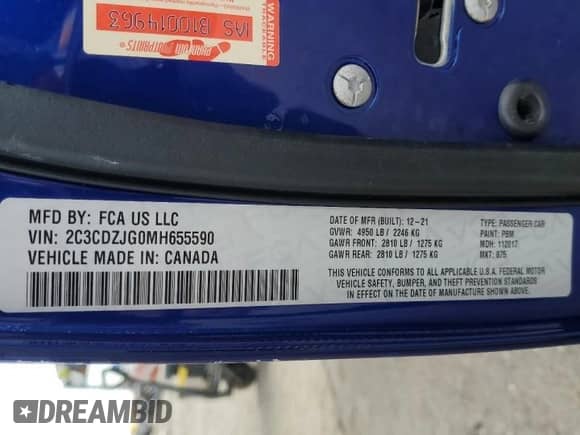 WARNING
TRACEABLE
IAS B10014963
MFD BY: FCA US LLC
VIN: 2C3CDZJG0MH655590
VEHICLE MADE IN: CANADA
DATE OF MFR (BUILT): 12-21
GVWR: 4950 LB / 2246 KG
GAWR FRONT: 2810 LB / 1275 KG
GAWR REAR: 2810 LB / 1275 KG
TYPE: PASSENGER CAR
PAINT: PBM
MDH: 112017
MKT: 875
THIS VEHICLE CONFORMS TO ALL APPLICABLE U.S.A. FEDERAL MOTOR
VEHICLE SAFETY, BUMPER, AND THEFT PREVENTION STANDARDS
IN EFFECT ON THE DATE OF MANUFACTURE SHOWN ABOVE.
DREAMBID